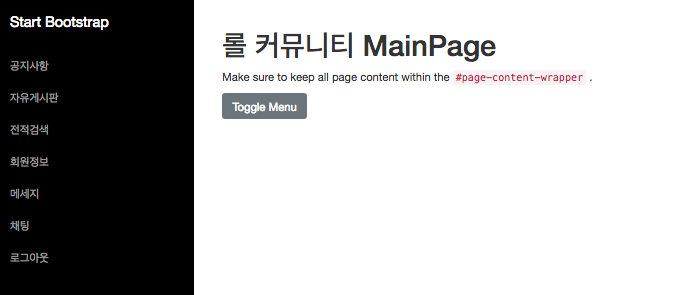 Start Bootstrap
공지사항
자유게시판
전적검색
회원정보
메세지
채팅
로그아웃
롤 커뮤니티 MainPage
Make sure to keep all page content within the #page-content-wrapper .
Toggle Menu